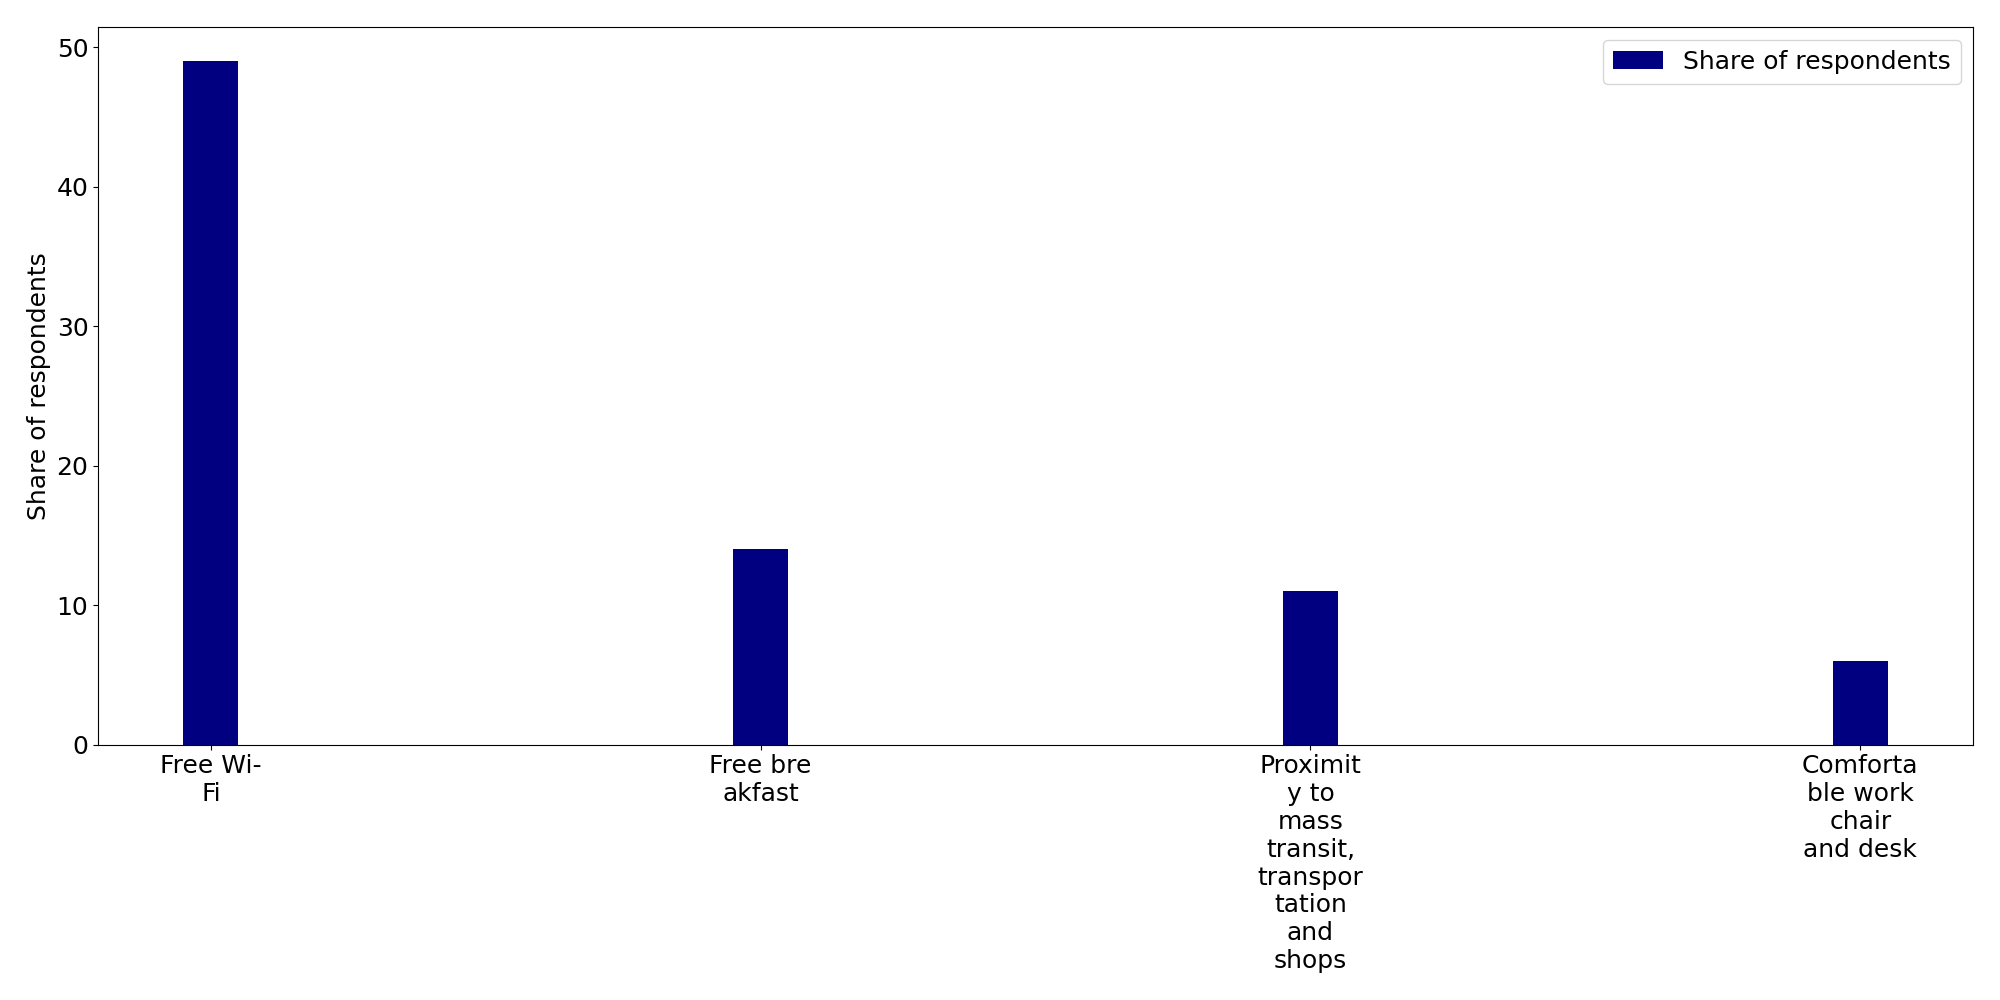 50
40
30
20
10
0
Share of respondents
Share of respondents
Free Wi-
Fi
Free bre
akfast
Proximit
y to
mass
transit,
transpor
tation
and
shops
Comforta
ble work
chair
and desk